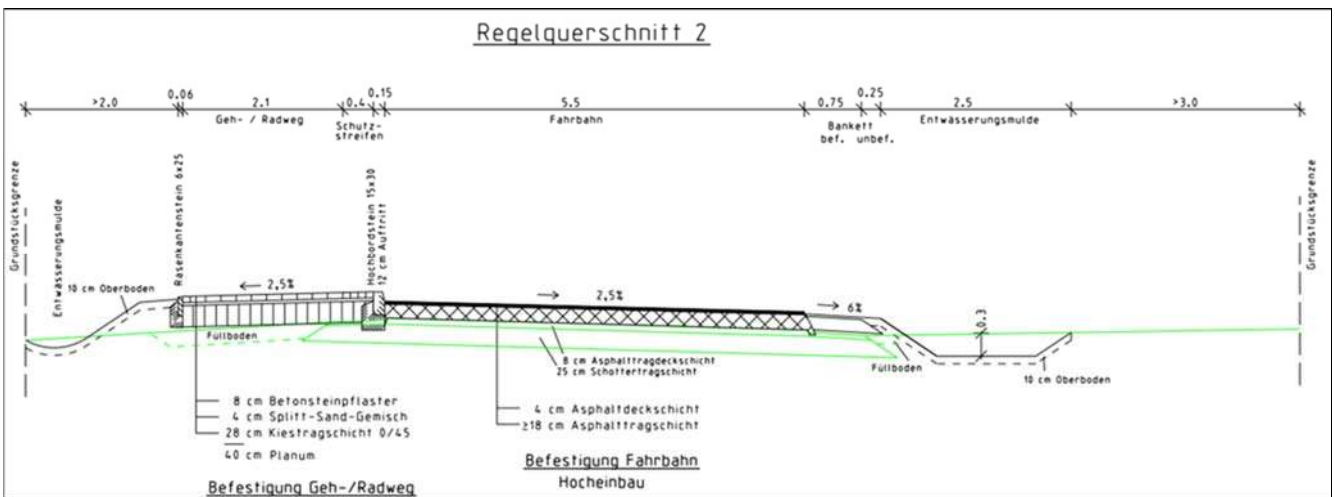 Regelquerschnitt 2
>2.0
0.06
2.1
0.4
0.15
5.5
0.75
0.25
2.5
>3.0
Geh- / Radweg
Schutz-
streifen
Fahrbahn
Bankett
bef. unbef.
Entwässerungsmulde
Grundstücksgrenze
Entwässerungsmulde
Rasenkantenstein 6x25
Hochbordstein 15x30
12 cm Auftritt
Grundstücksgrenze
10 cm Oberboden
2,5%
2,5%
6%
0.3
Füllboden
8 cm Asphalttragdeckschicht
25 cm Schottertragschicht
Füllboden
10 cm Oberboden
8 cm Betonsteinpflaster
4 cm Splitt-Sand-Gemisch
28 cm Kiestragschicht 0/45
40 cm Planum
4 cm Asphaltdeckschicht
≥18 cm Asphalttragschicht
Befestigung Geh-/Radweg
Befestigung Fahrbahn
Hocheinbau